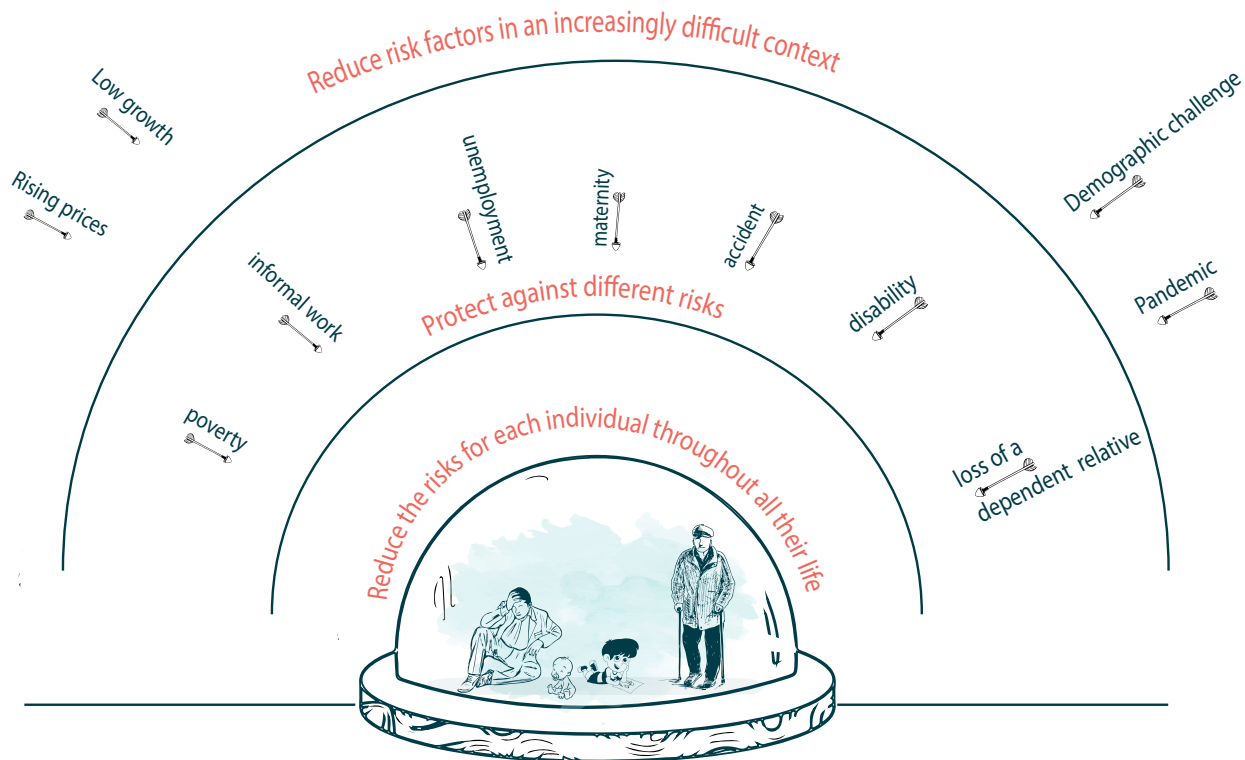 Reduce risk factors in an increasingly difficult context
Low growth
Rising prices
Demographic challenge
Pandemic
unemployment
maternity
accident
informal work
disability
poverty
loss of a
dependent relative
Protect against different risks
Reduce the risks for each individual throughout all their life